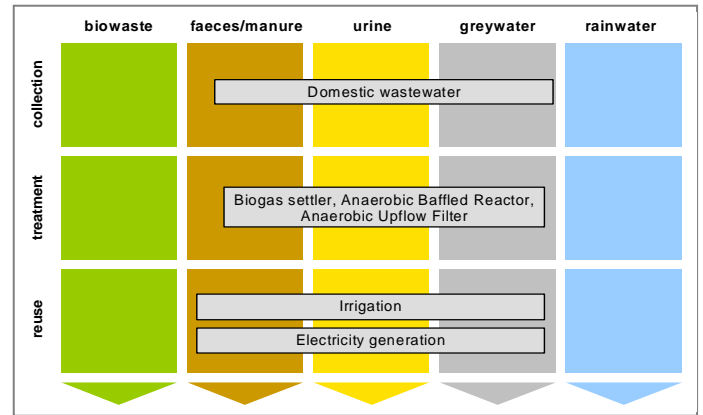 biowaste faeces/manure urine greywater rainwater
collection
Domestic wastewater
treatment
Biogas settler, Anaerobic Baffled Reactor,
Anaerobic Upflow Filter
reuse
Irrigation
Electricity generation